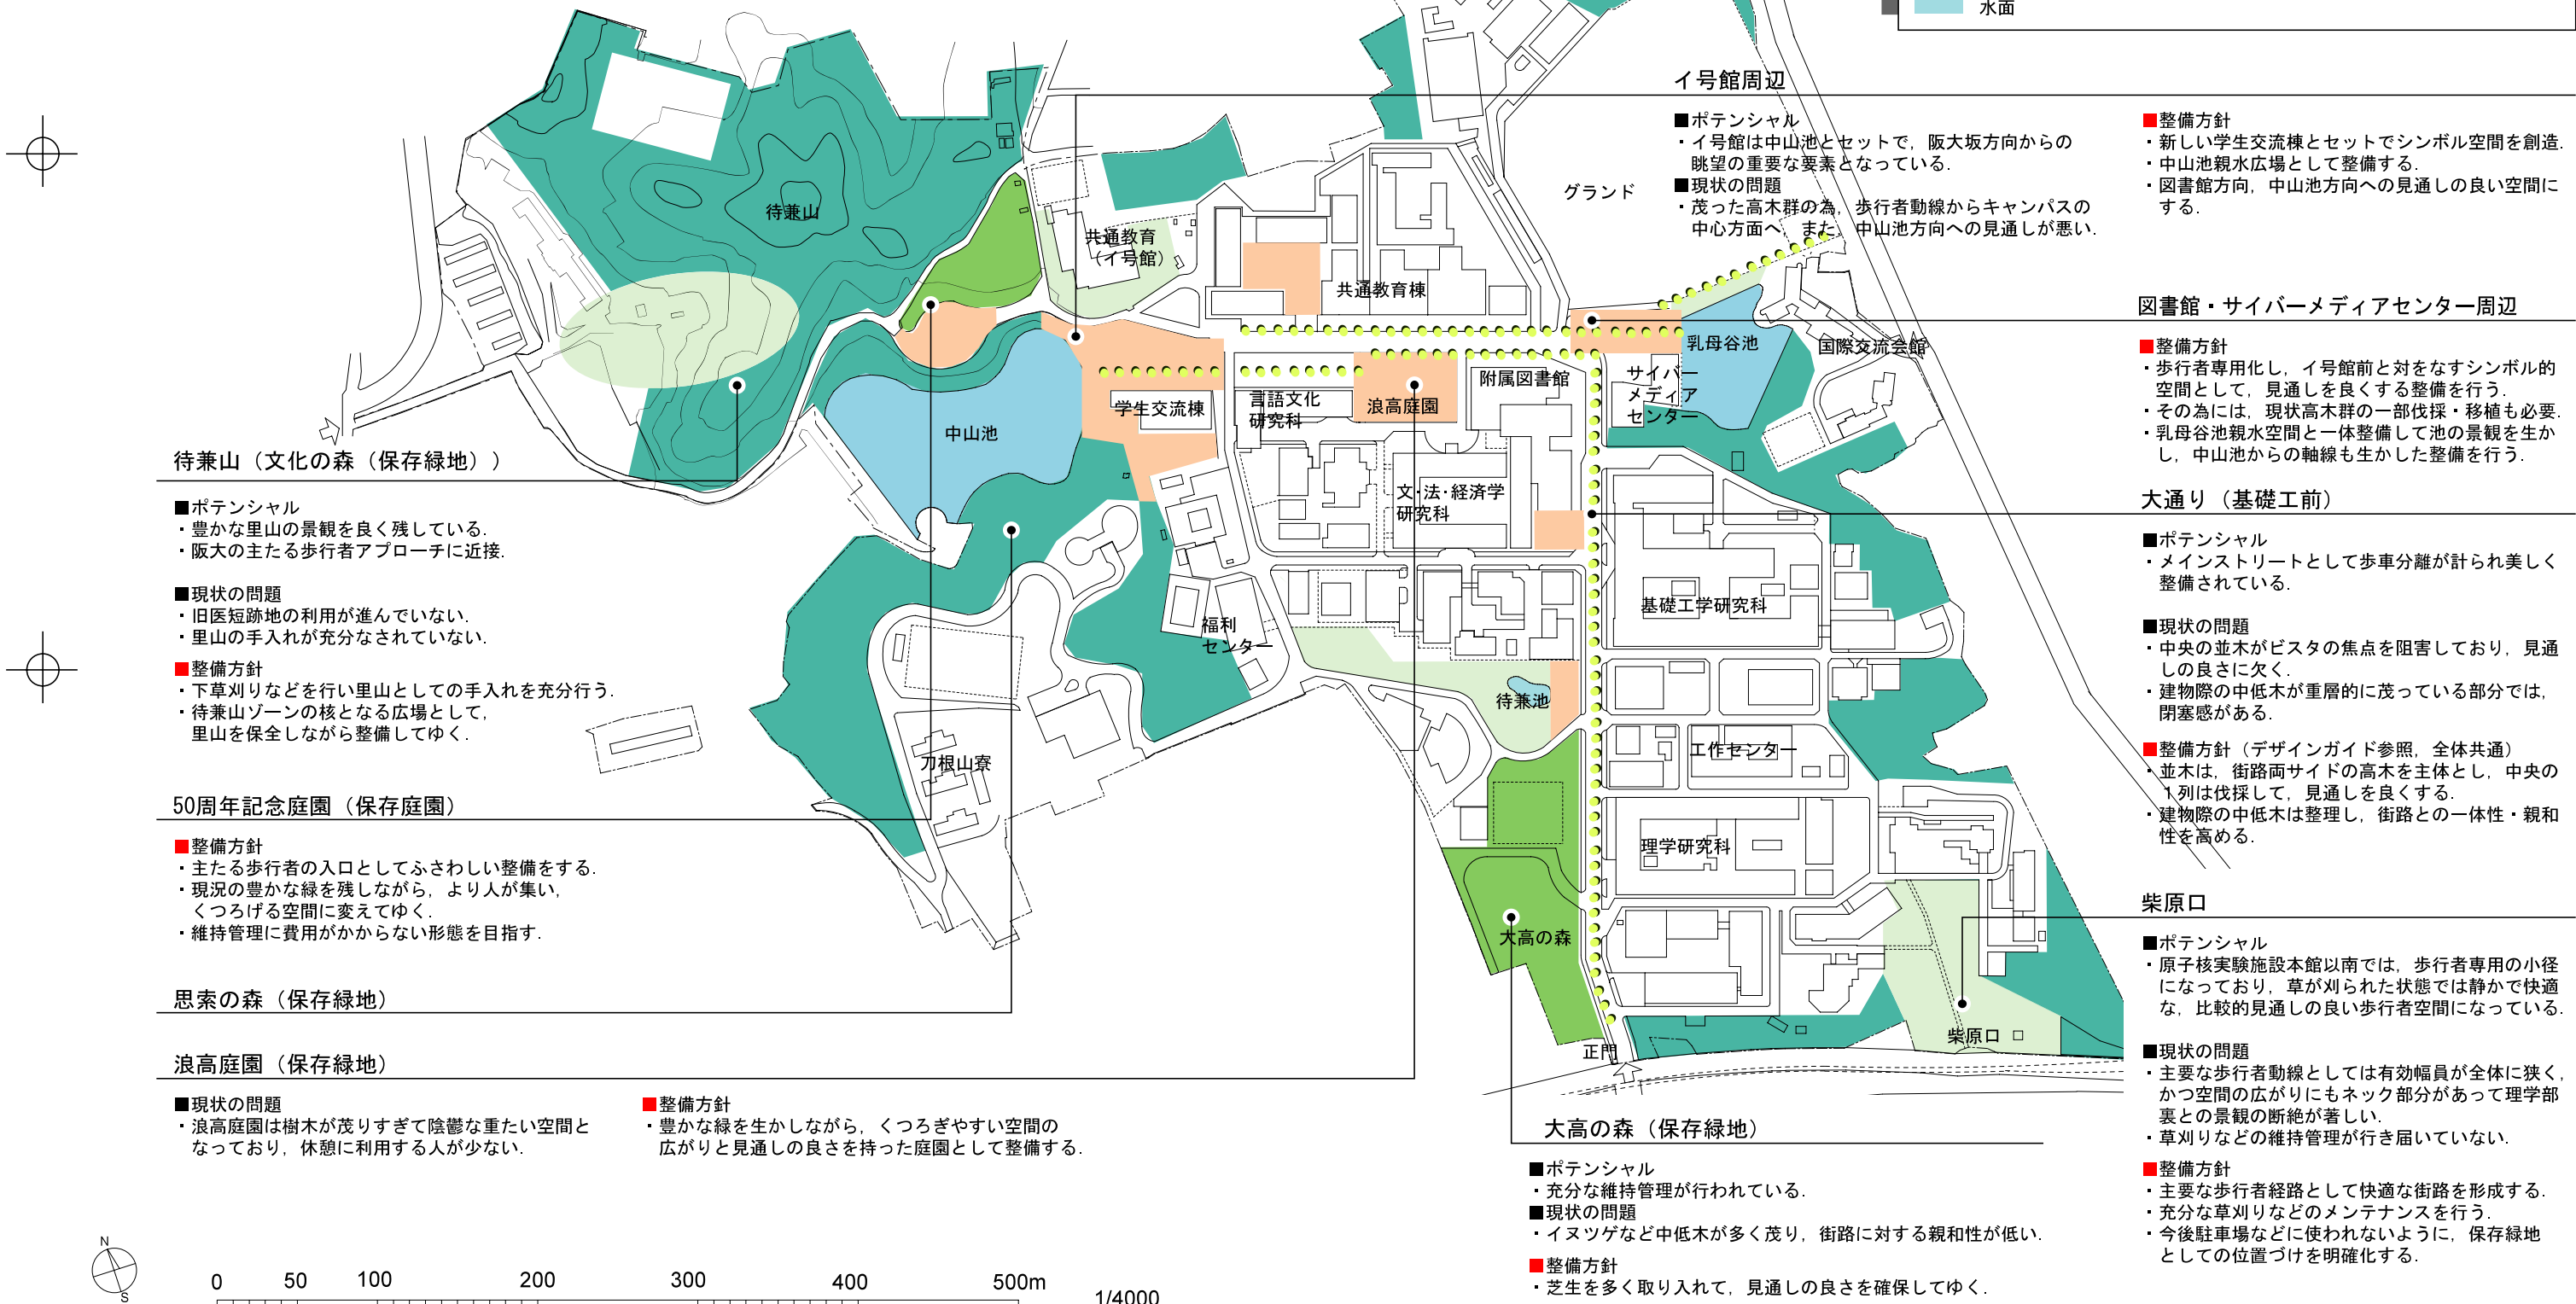 水面
待兼山
共通教育
（イ号館）
共通教育棟
グランド
乳母谷池
国際交流会館
サイバー
メディア
センター
附属図書館
浪高庭園
言語文化
研究科
学生交流棟
中山池
文・法・経済学
研究科
基礎工学研究科
福利
センター
待兼池
工作センター
刀根山寮
理学研究科
大高の森
柴原口
正門
待兼山（文化の森（保存緑地））
■ポテンシャル
・豊かな里山の景観を良く残している．
・阪大の主たる歩行者アプローチに近接．
■現状の問題
・旧医短跡地の利用が進んでいない．
・里山の手入れが充分なされていない．
■整備方針
・下草刈りなどを行い里山としての手入れを充分行う．
・待兼山ゾーンの核となる広場として，
里山を保全しながら整備してゆく．
50周年記念庭園（保存庭園）
■整備方針
・主たる歩行者の入口としてふさわしい整備をする．
・現況の豊かな緑を残しながら，より人が集い，
くつろげる空間に変えてゆく．
・維持管理に費用がかからない形態を目指す．
思索の森（保存緑地）
浪高庭園（保存緑地）
■現状の問題
・浪高庭園は樹木が茂りすぎて陰鬱な重たい空間と
なっており，休憩に利用する人が少ない．
■整備方針
・豊かな緑を生かしながら，くつろぎやすい空間の
広がりと見通しの良さを持った庭園として整備する．
イ号館周辺
■ポテンシャル
・イ号館は中山池とセットで，阪大坂方向からの
眺望の重要な要素となっている．
■現状の問題
・茂った高木群の為，歩行者動線からキャンパスの
中心方面へ，また，中山池方向への見通しが悪い．
■整備方針
・新しい学生交流棟とセットでシンボル空間を創造．
・中山池親水広場として整備する．
・図書館方向，中山池方向への見通しの良い空間に
する．
図書館・サイバーメディアセンター周辺
■整備方針
・歩行者専用化し，イ号館前と対をなすシンボル的
空間として，見通しを良くする整備を行う．
・その為には，現状高木群の一部伐採・移植も必要．
・乳母谷池親水空間と一体整備して池の景観を生か
し，中山池からの軸線も生かした整備を行う．
大通り（基礎工前）
■ポテンシャル
・メインストリートとして歩車分離が計られ美しく
整備されている．
■現状の問題
・中央の並木がビスタの焦点を阻害しており，見通
しの良さに欠く．
・建物際の中低木が重層的に茂っている部分では，
閉塞感がある．
■整備方針（デザインガイド参照，全体共通）
・並木は，街路両サイドの高木を主体とし，中央の
１列は伐採して，見通しを良くする．
・建物際の中低木は整理し，街路との一体性・親和
性を高める．
柴原口
■ポテンシャル
・原子核実験施設本館以南では，歩行者専用の小径
になっており，草が刈られた状態では静かで快適
な，比較的見通しの良い歩行者空間になっている．
■現状の問題
・主要な歩行者動線としては有効幅員が全体に狭く，
かつ空間の広がりにもネック部分があって理学部
裏との景観の断絶が著しい．
・草刈りなどの維持管理が行き届いていない．
■整備方針
・主要な歩行者経路として快適な街路を形成する．
・充分な草刈りなどのメンテナンスを行う．
・今後駐車場などに使われないように，保存緑地
としての位置づけを明確化する．
大高の森（保存緑地）
■ポテンシャル
・充分な維持管理が行われている．
■現状の問題
・イヌツゲなど中低木が多く茂り，街路に対する親和性が低い．
■整備方針
・芝生を多く取り入れて，見通しの良さを確保してゆく．
N
S
0 50 100 200 300 400 500m
1/4000